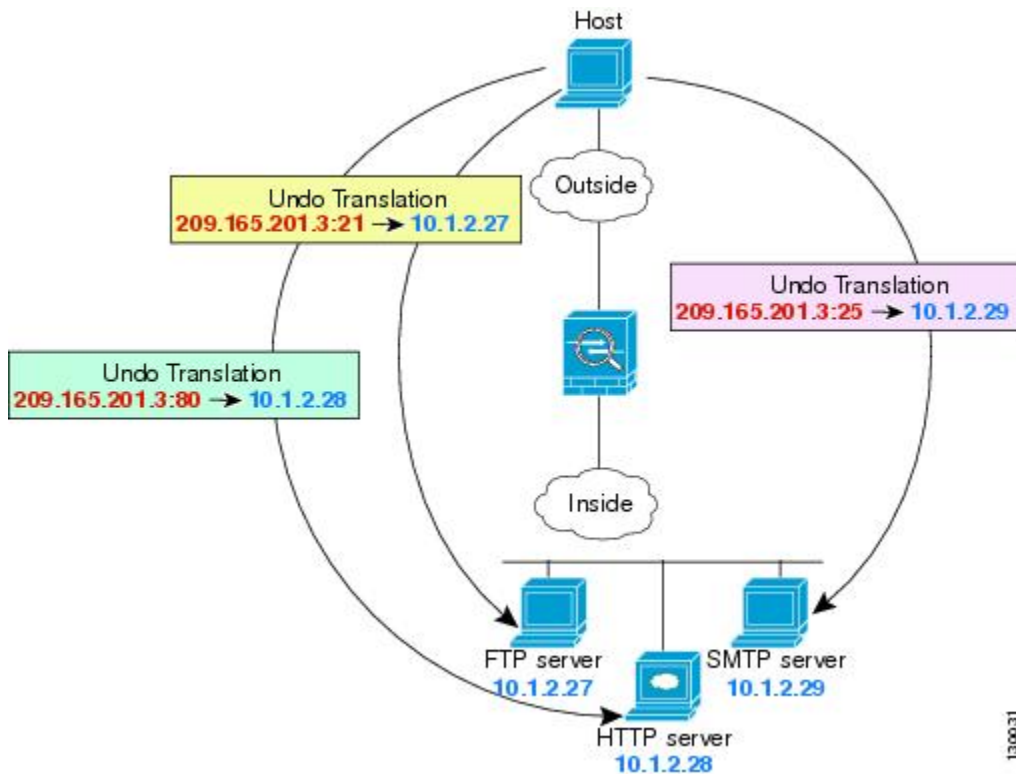 Host
Outside
Undo Translation
209.165.201.3:21 → 10.1.2.27
Undo Translation
209.165.201.3:25 → 10.1.2.29
Undo Translation
209.165.201.3:80 → 10.1.2.28
Inside
FTP server
10.1.2.27
SMTP server
10.1.2.29
HTTP server
10.1.2.28
130031